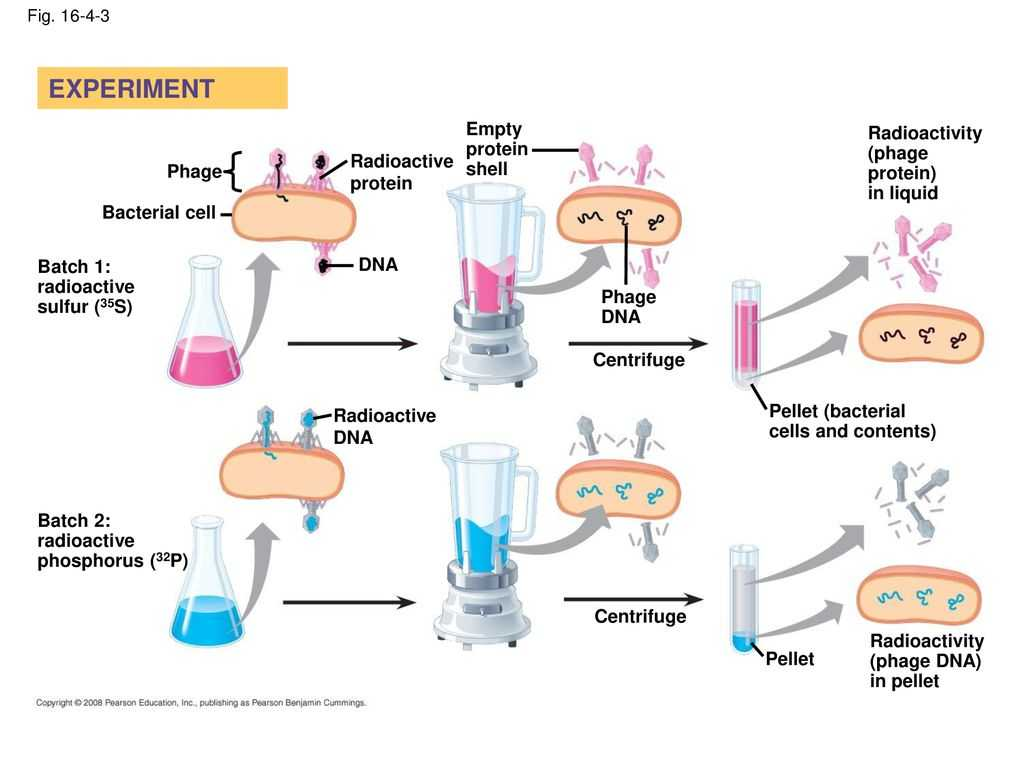 Fig. 16-4-3
EXPERIMENT
Phage
Bacterial cell
Radioactive
protein
DNA
Batch 1:
radioactive
sulfur (³⁵S)
Empty
protein
shell
Phage
DNA
Centrifuge
Radioactivity
(phage
protein)
in liquid
Pellet (bacterial
cells and contents)
Radioactive
DNA
Batch 2:
radioactive
phosphorus (³²P)
Centrifuge
Pellet
Radioactivity
(phage DNA)
in pellet
Copyright © 2008 Pearson Education, Inc., publishing as Pearson Benjamin Cummings.